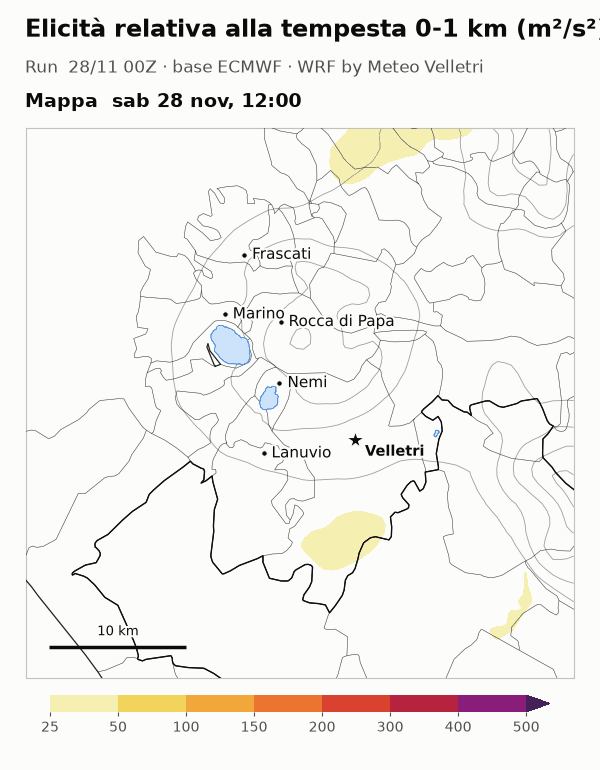 Elicità relativa alla tempesta 0-1 km (m²/s²)
Run 28/11 00Z · base ECMWF · WRF by Meteo Velletri
Mappa sab 28 nov, 12:00
Frascati
Marino
Rocca di Papa
Nemi
Velletri
Lanuvio
10 km
25 50 100 150 200 300 400 500